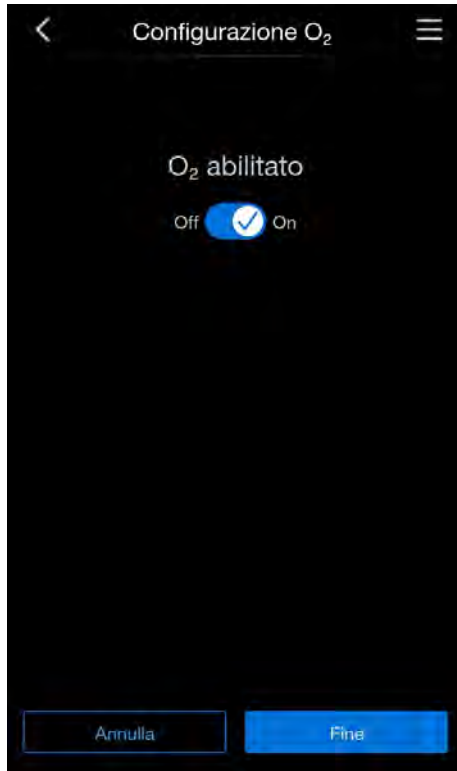 Configurazione O₂
O₂ abilitato
Off On
Annulla Fine